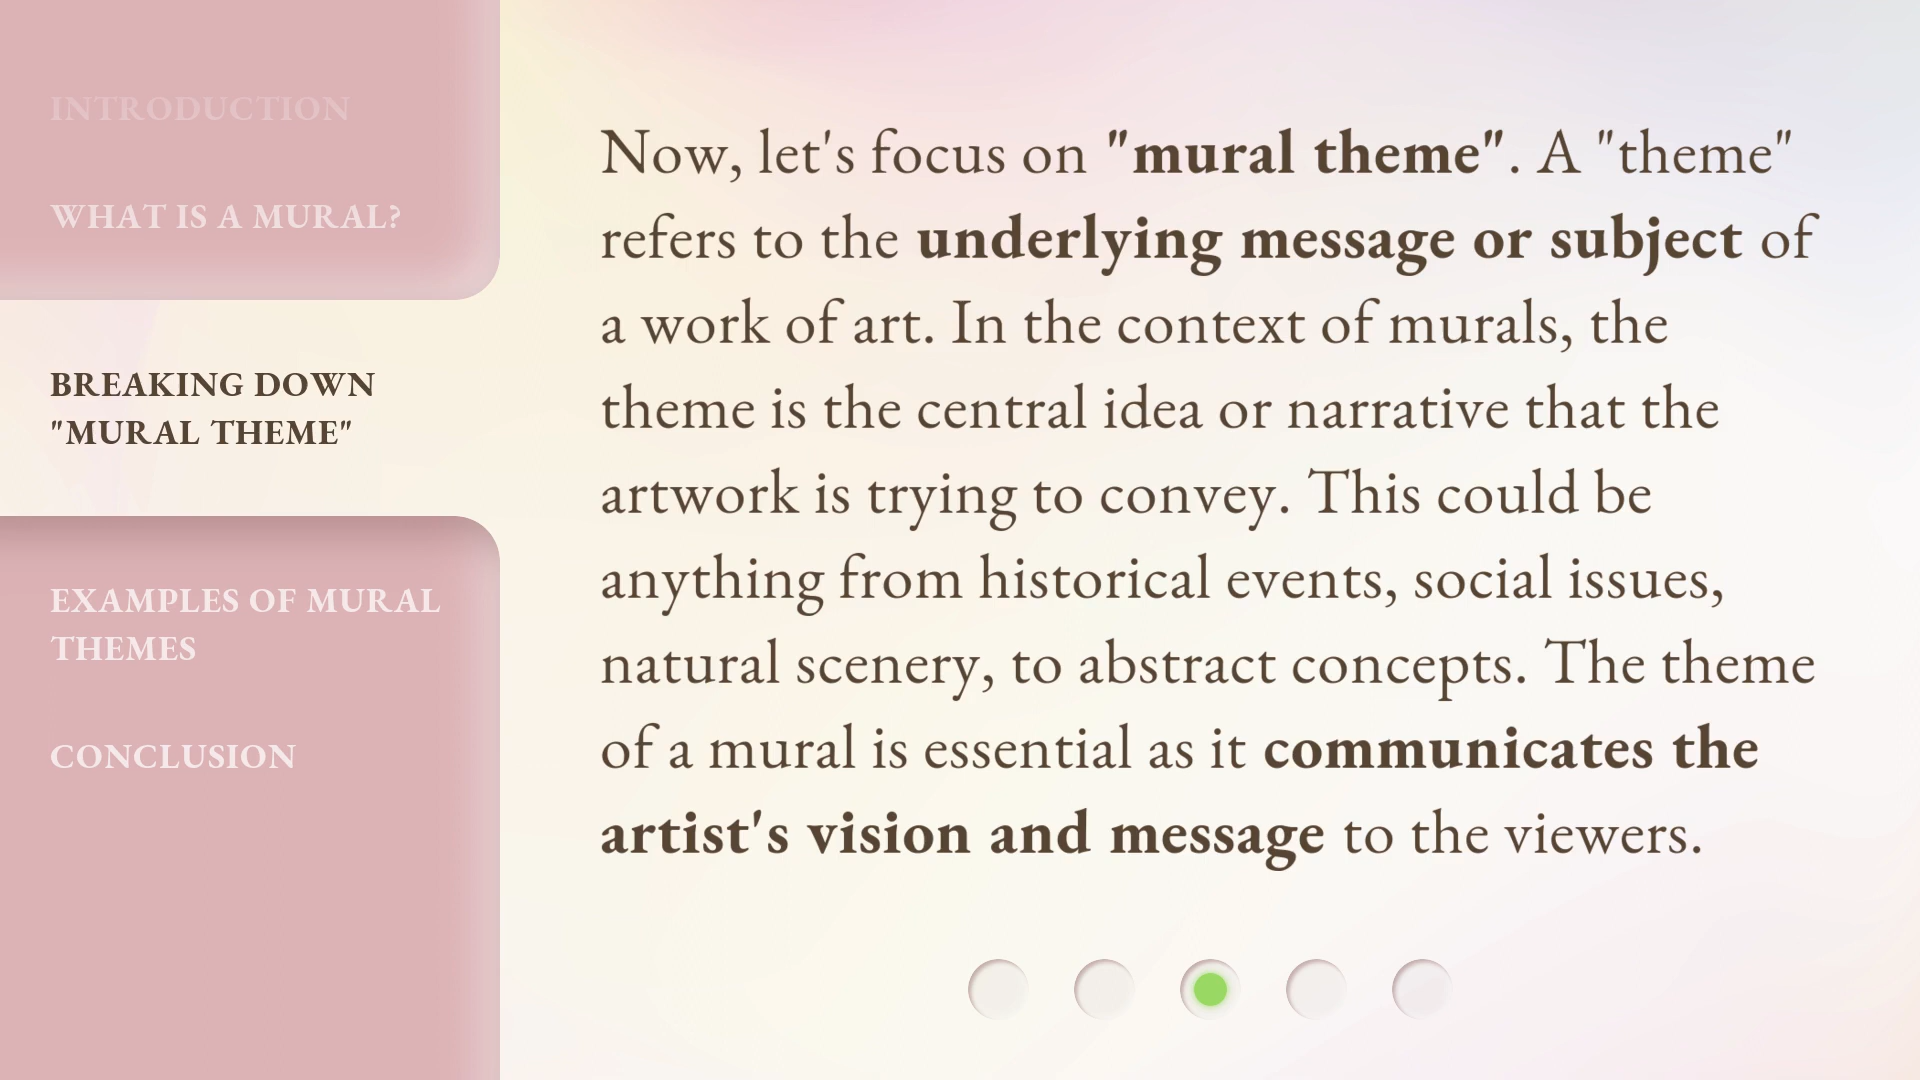 INTRODUCTION
WHAT IS A MURAL?
BREAKING DOWN
"MURAL THEME"
EXAMPLES OF MURAL
THEMES
CONCLUSION
Now, let's focus on "mural theme". A "theme"
refers to the underlying message or subject of
a work of art. In the context of murals, the
theme is the central idea or narrative that the
artwork is trying to convey. This could be
anything from historical events, social issues,
natural scenery, to abstract concepts. The theme
of a mural is essential as it communicates the
artist's vision and message to the viewers.